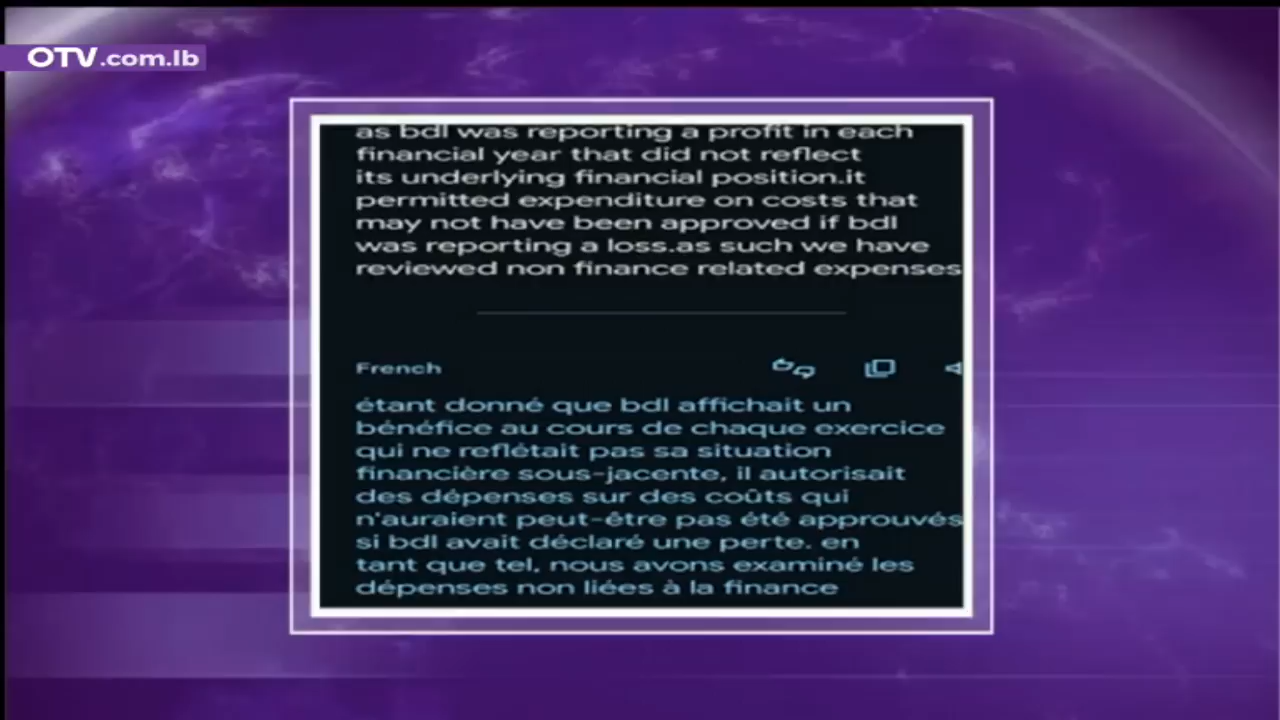 OTV.com.lb
as bdl was reporting a profit in each
financial year that did not reflect
its underlying financial position.it
permitted expenditure on costs that
may not have been approved if bdl
was reporting a loss.as such we have
reviewed non finance related expenses
French
étant donné que bdl affichait un
bénéfice au cours de chaque exercice
qui ne reflétait pas sa situation
financière sous-jacente, il autorisait
des dépenses sur des coûts qui
n'auraient peut-être pas été approuvés
si bdl avait déclaré une perte. en
tant que tel, nous avons examiné les
dépenses non liées à la finance